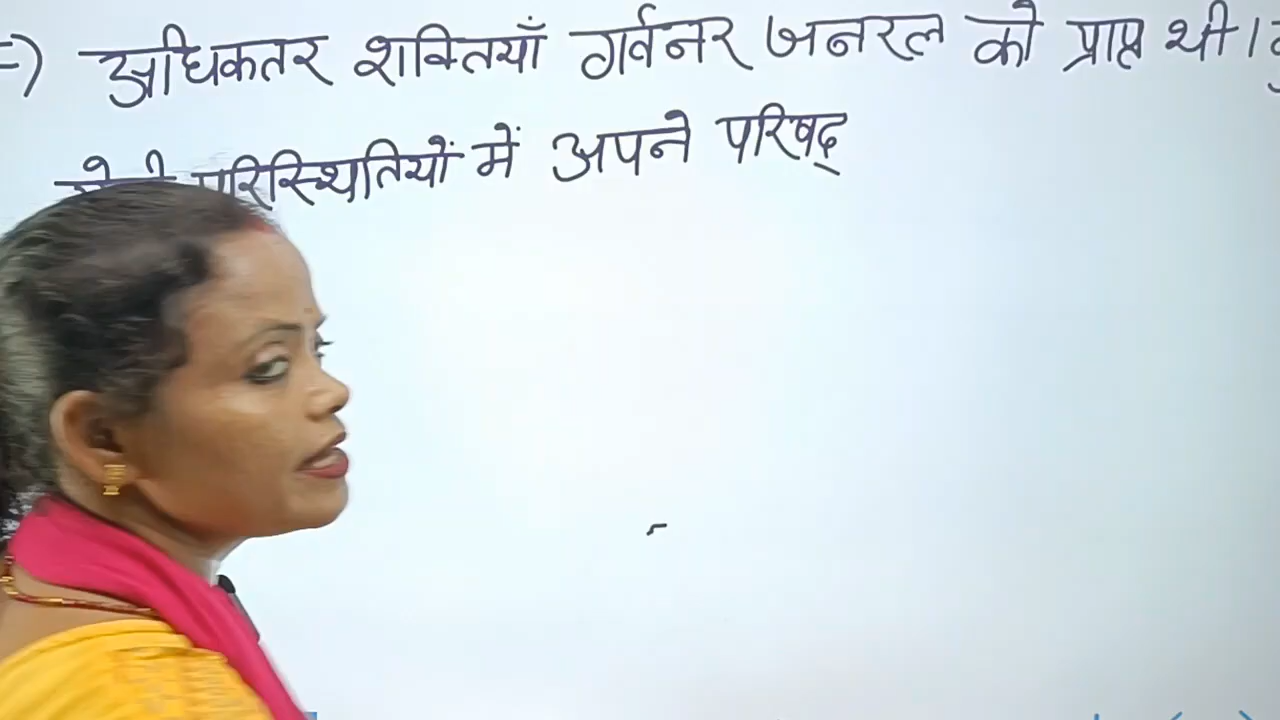 =) अधिकतर शक्तियाँ गर्वनर जनरल को प्राप्त थी।
परिस्थितियों में अपने परिषद्